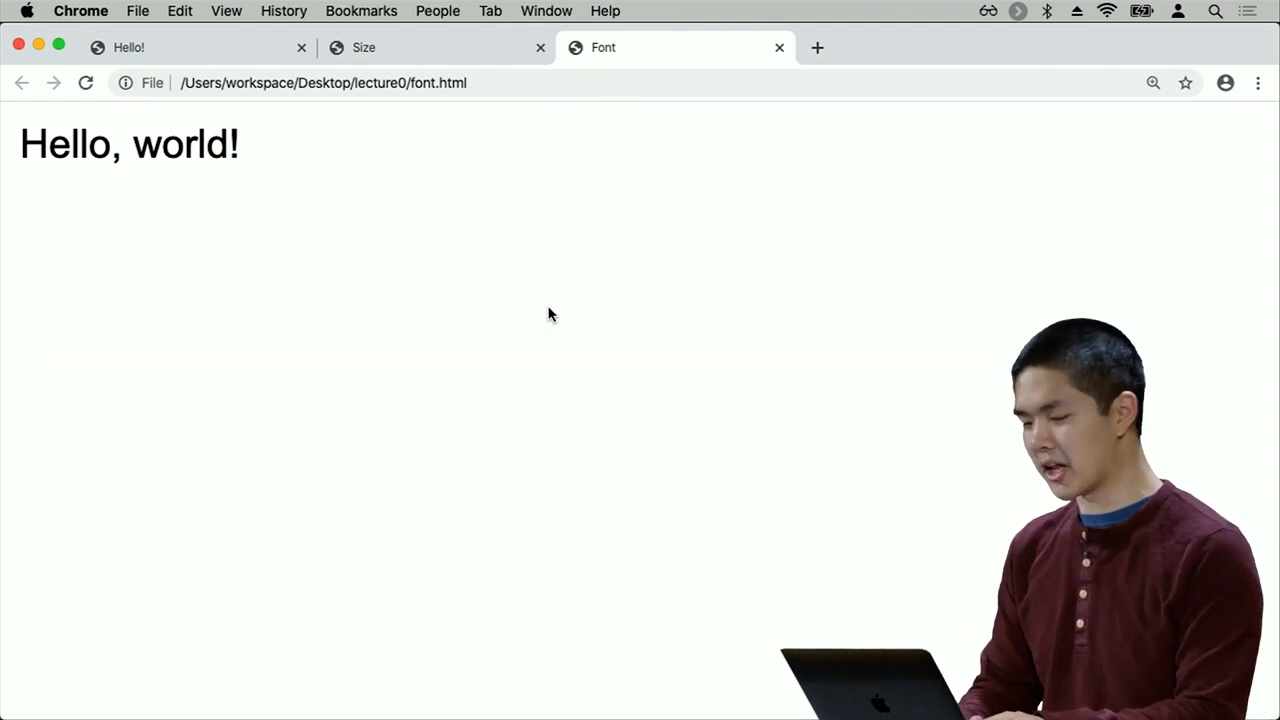 Chrome File Edit View History Bookmarks People Tab Window Help
Hello! Size Font
File /Users/workspace/Desktop/lecture0/font.html
Hello, world!